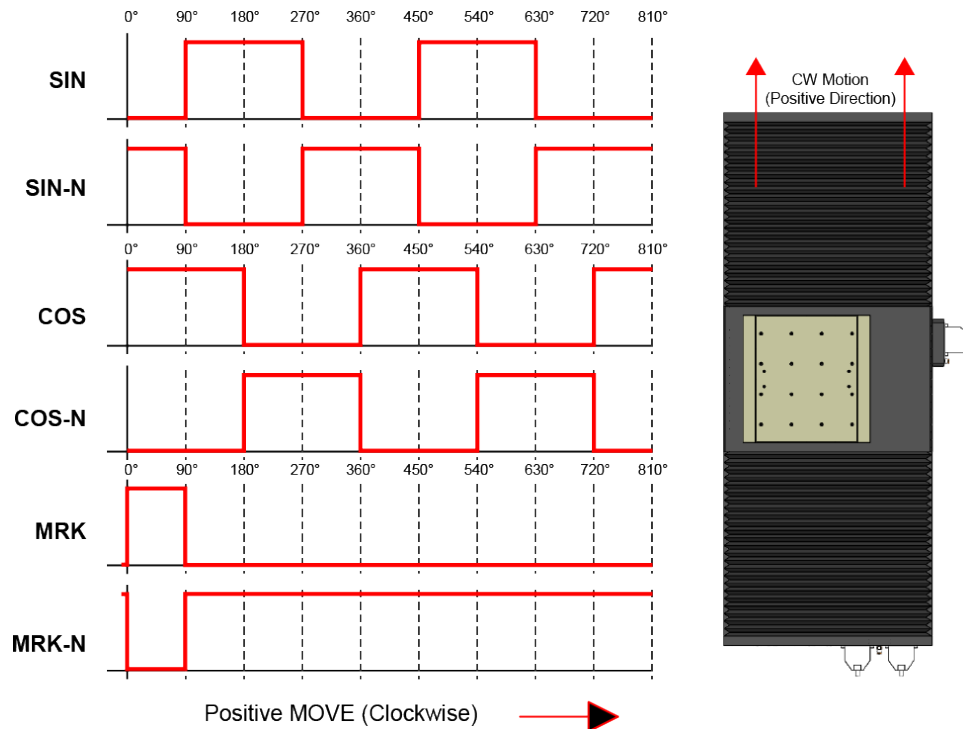 0° 90° 180° 270° 360° 450° 540° 630° 720° 810°
SIN
CW Motion
(Positive Direction)
SIN-N
0° 90° 180° 270° 360° 450° 540° 630° 720° 810°
COS
COS-N
0° 90° 180° 270° 360° 450° 540° 630° 720° 810°
MRK
MRK-N
Positive MOVE (Clockwise)